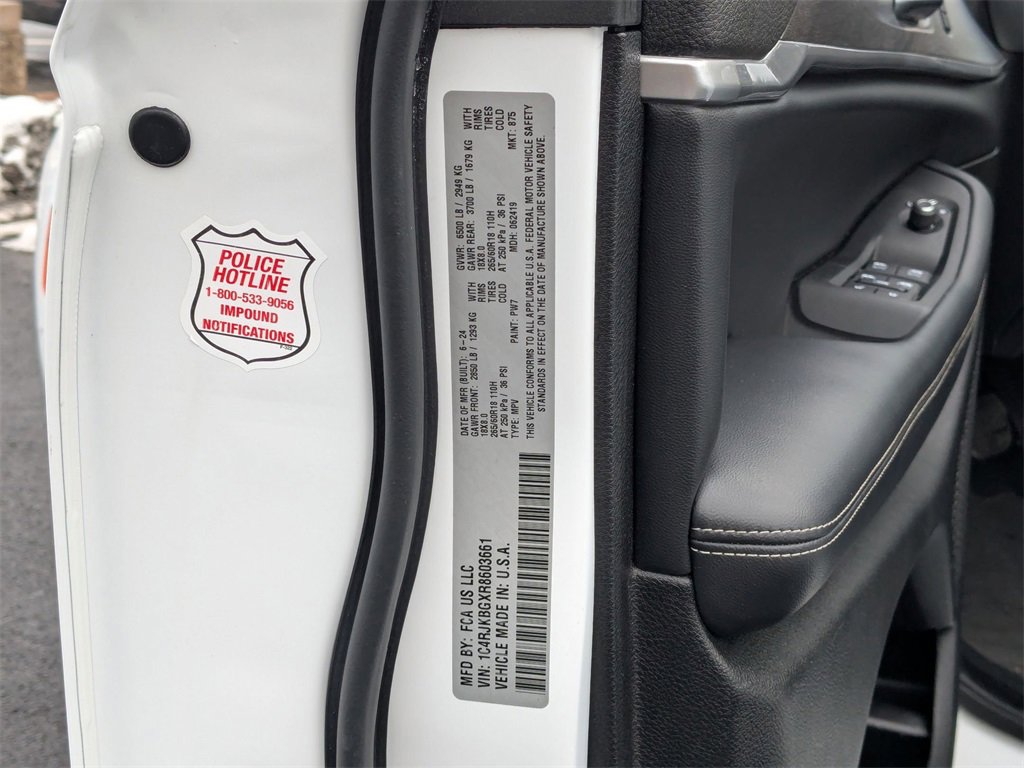 POLICE
HOTLINE
1-800-533-9056
IMPOUND
NOTIFICATIONS
MFD BY: FCA US LLC
VIN: 1C4RJKBGXR8603661
VEHICLE MADE IN: U.S.A.
DATE OF MFR (BUILT): 6-24 GVWR: 6500 LB / 2949 KG
GAWR FRONT: 2850 LB / 1293 KG WITH GAWR REAR: 3700 LB / 1679 KG WITH
18X8.0 RIMS 18X8.0 RIMS
265/60R18 110H TIRES 265/60R18 110H TIRES
AT 250 kPa / 36 PSI COLD AT 250 kPa / 36 PSI COLD
TYPE: MPV PAINT: PW7 MDH: 062419 MKT: 875
THIS VEHICLE CONFORMS TO ALL APPLICABLE U.S.A. FEDERAL MOTOR VEHICLE SAFETY
STANDARDS IN EFFECT ON THE DATE OF MANUFACTURE SHOWN ABOVE.